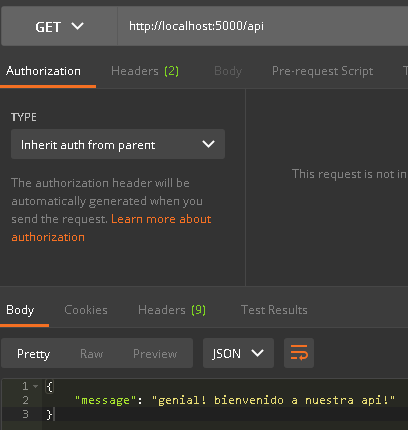 GET http://localhost:5000/api
Authorization Headers (2) Body Pre-request Script
TYPE
Inherit auth from parent
The authorization header will be
automatically generated when you
send the request. Learn more about
authorization
This request is not in
Body Cookies Headers (9) Test Results
Pretty Raw Preview JSON
1 {
2 "message": "genial! bienvenido a nuestra api!"
3 }